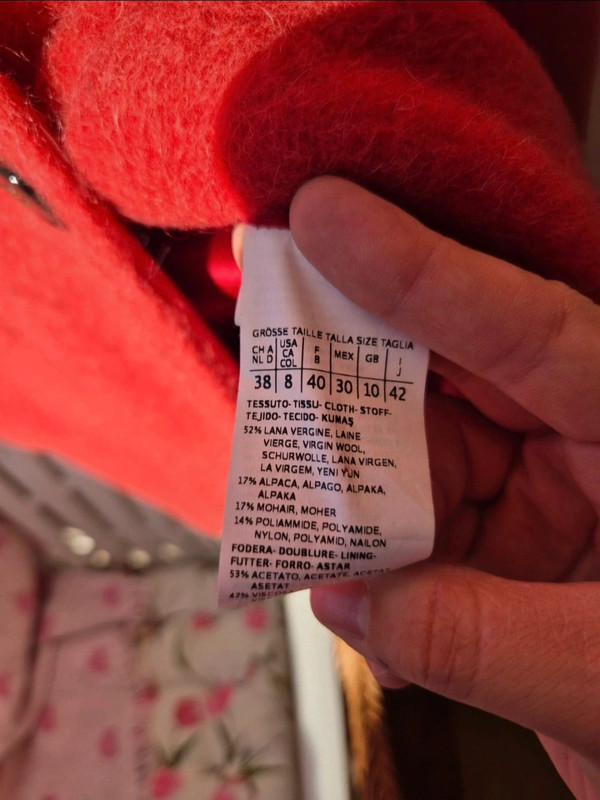 GRÖSSE TAILLE TALLA SIZE TAGLIA
CH A NL D USA CA COL F B MEX GB I J
38 8 40 30 10 42
TESSUTO- TISSU- CLOTH- STOFF-
TEJIDO- TECIDO- KUMAŞ
52% LANA VERGINE, LAINE
VIERGE, VIRGIN WOOL,
SCHURWOLLE, LANA VIRGEN,
LA VIRGEM, YENI YUN
17% ALPACA, ALPAGO, ALPAKA,
ALPAKA
17% MOHAIR, MOHER
14% POLIAMMIDE, POLYAMIDE,
NYLON, POLYAMID, NAILON
FODERA- DOUBLURE- LINING-
FUTTER- FORRO- ASTAR
53% ACETATO, ACETATE, ACETAT
ASETAT
47%